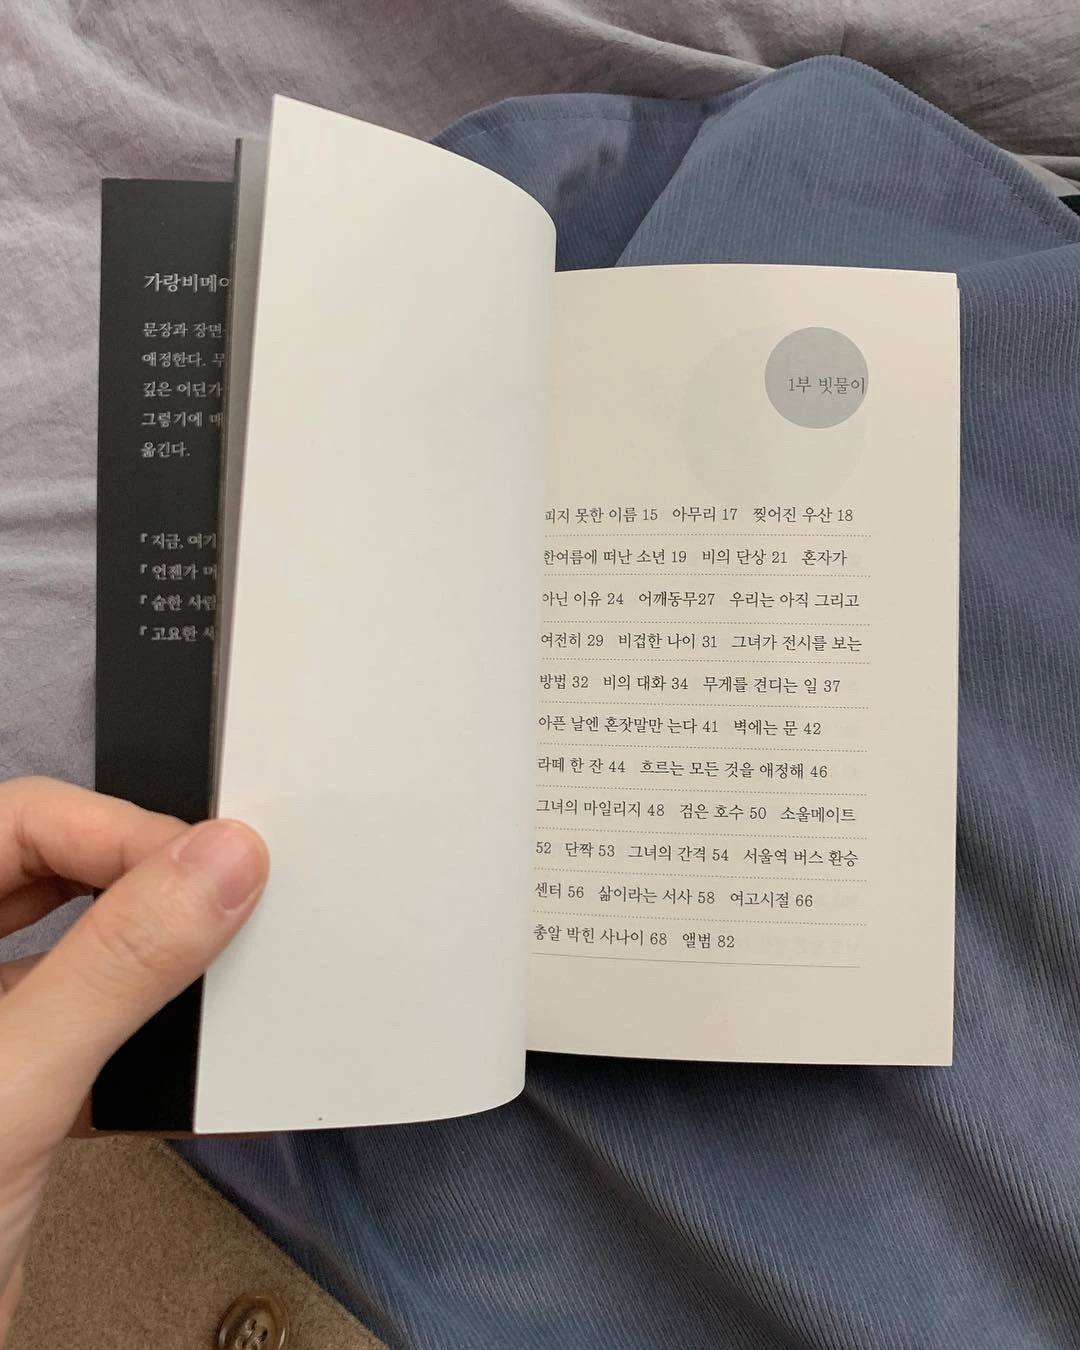 가랑비메이
문장과 장면
애정한다. 무
깊은 어딘가
그렇기에 매
옮긴다.
『지금, 여기
『언젠가 머
『숱한 사람
『고요한 세
1부 빗물이
피지 못한 이름 15 아무리 17 찢어진 우산 18
한여름에 떠난 소년 19 비의 단상 21 혼자가
아닌 이유 24 어깨동무27 우리는 아직 그리고
여전히 29 비겁한 나이 31 그녀가 전시를 보는
방법 32 비의 대화 34 무게를 견디는 일 37
아픈 날엔 혼잣말만 는다 41 벽에는 문 42
라떼 한 잔 44 흐르는 모든 것을 애정해 46
그녀의 마일리지 48 검은 호수 50 소울메이트
52 단짝 53 그녀의 간격 54 서울역 버스 환승
센터 56 삶이라는 서사 58 여고시절 66
총알 박힌 사나이 68 앨범 82